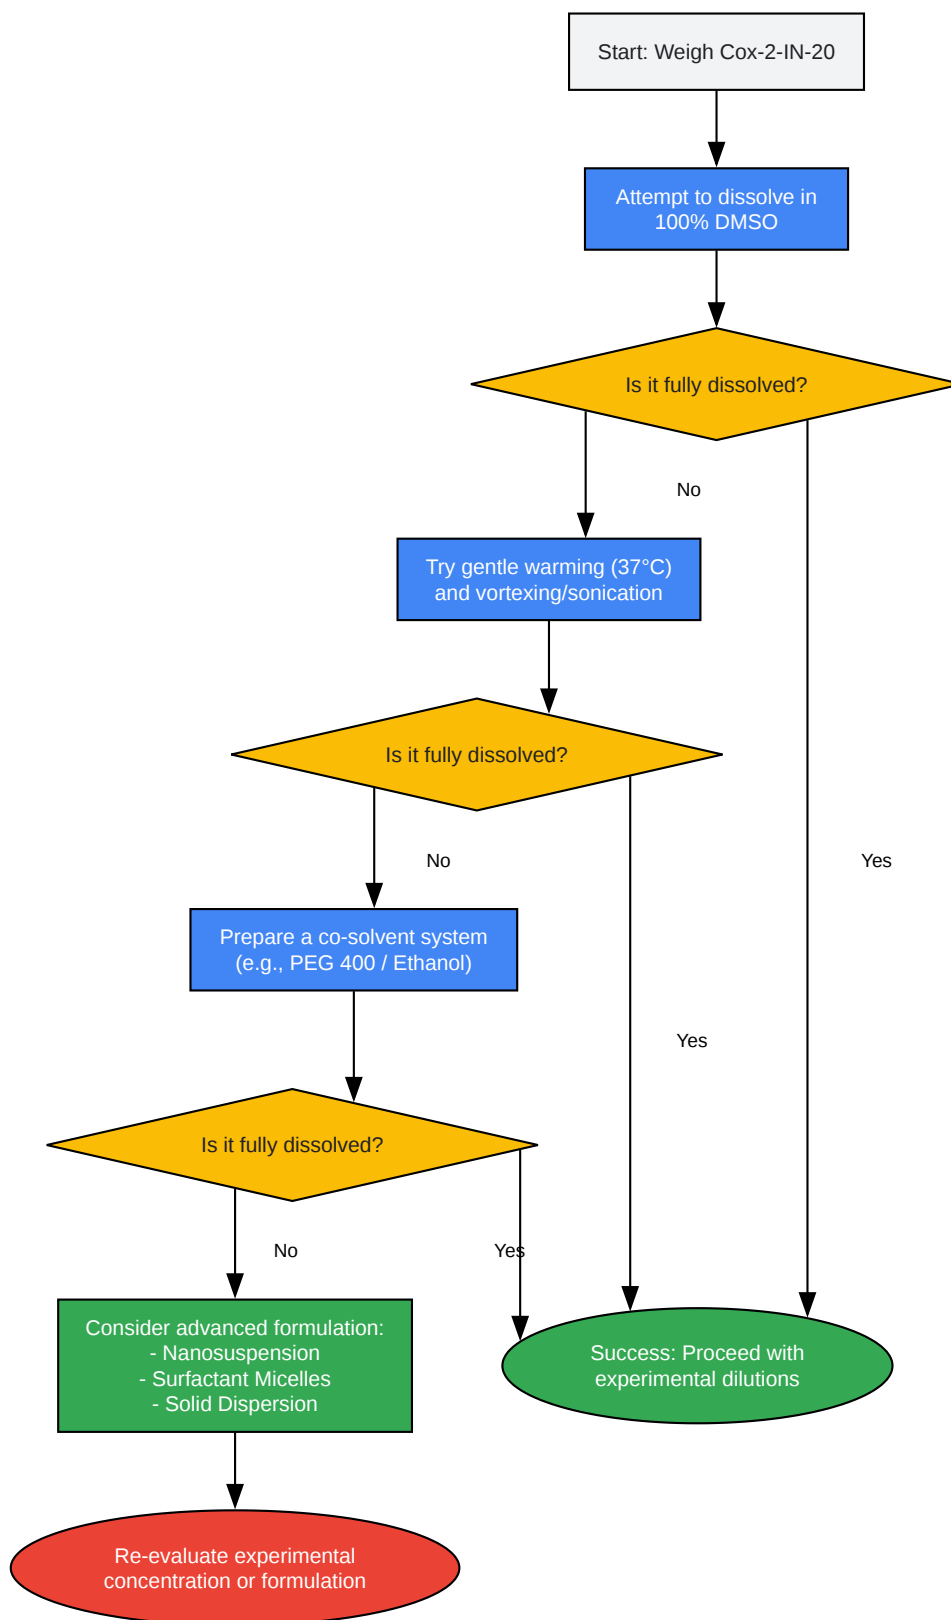 Start: Weigh Cox-2-IN-20
Attempt to dissolve in
100% DMSO
Is it fully dissolved?
No
Try gentle warming (37°C)
and vortexing/sonication
Is it fully dissolved?
No
Yes
Prepare a co-solvent system
(e.g., PEG 400 / Ethanol)
Yes
Is it fully dissolved?
No
Yes
Consider advanced formulation:
- Nanosuspension
- Surfactant Micelles
- Solid Dispersion
Success: Proceed with
experimental dilutions
Re-evaluate experimental
concentration or formulation